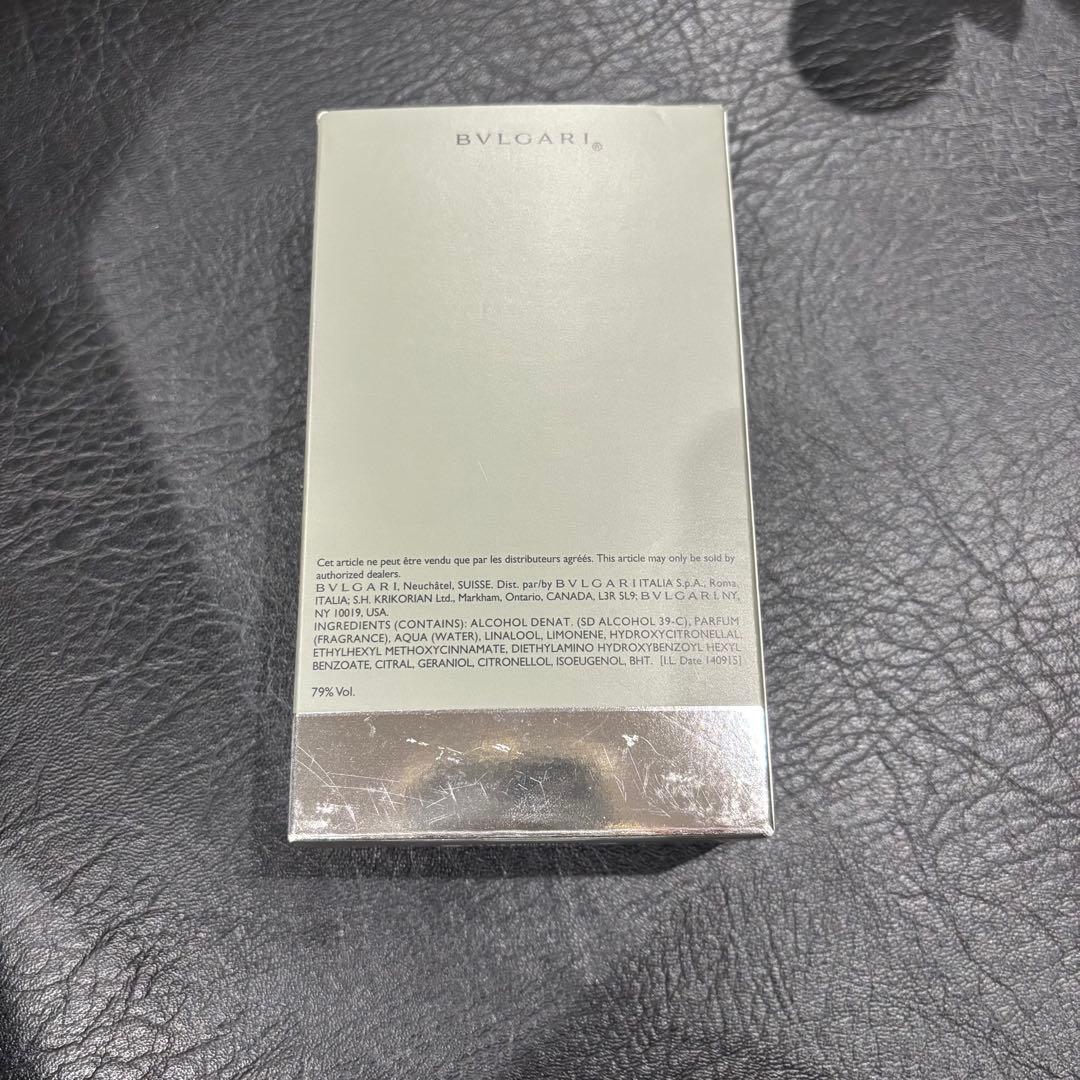 BVLGARI®
Cet article ne peut être vendu que par les distributeurs agréés. This article may only be sold by
authorized dealers.
BVLGARI, Neuchâtel, SUISSE. Dist. par/by BVLGARI ITALIA S.p.A., Roma,
ITALIA; S.H. KRIKORIAN Ltd., Markham, Ontario, CANADA, L3R 5L9; BVLGARI, NY,
NY 10019, USA.
INGREDIENTS (CONTAINS): ALCOHOL DENAT. (SD ALCOHOL 39-C), PARFUM
(FRAGRANCE), AQUA (WATER), LINALOOL, LIMONENE, HYDROXYCITRONELLAL,
ETHYLHEXYL METHOXYCINNAMATE, DIETHYLAMINO HYDROXYBENZOYL HEXYL
BENZOATE, CITRAL, GERANIOL, CITRONELLOL, ISOEUGENOL, BHT. [I.L. Date 140915]
79% Vol.